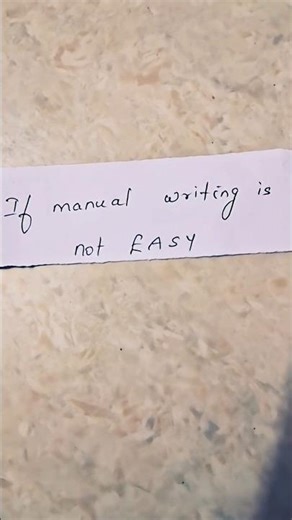 If manual writing is
not EASY